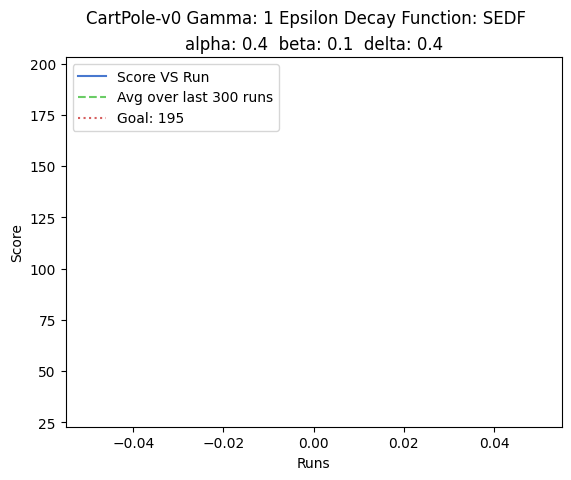 CartPole-v0 Gamma: 1 Epsilon Decay Function: SEDF
alpha: 0.4  beta: 0.1  delta: 0.4
200
Score VS Run
Avg over last 300 runs
Goal: 195
175
150
125
100
75
50
25
Score
−0.04
−0.02
0.00
0.02
0.04
Runs